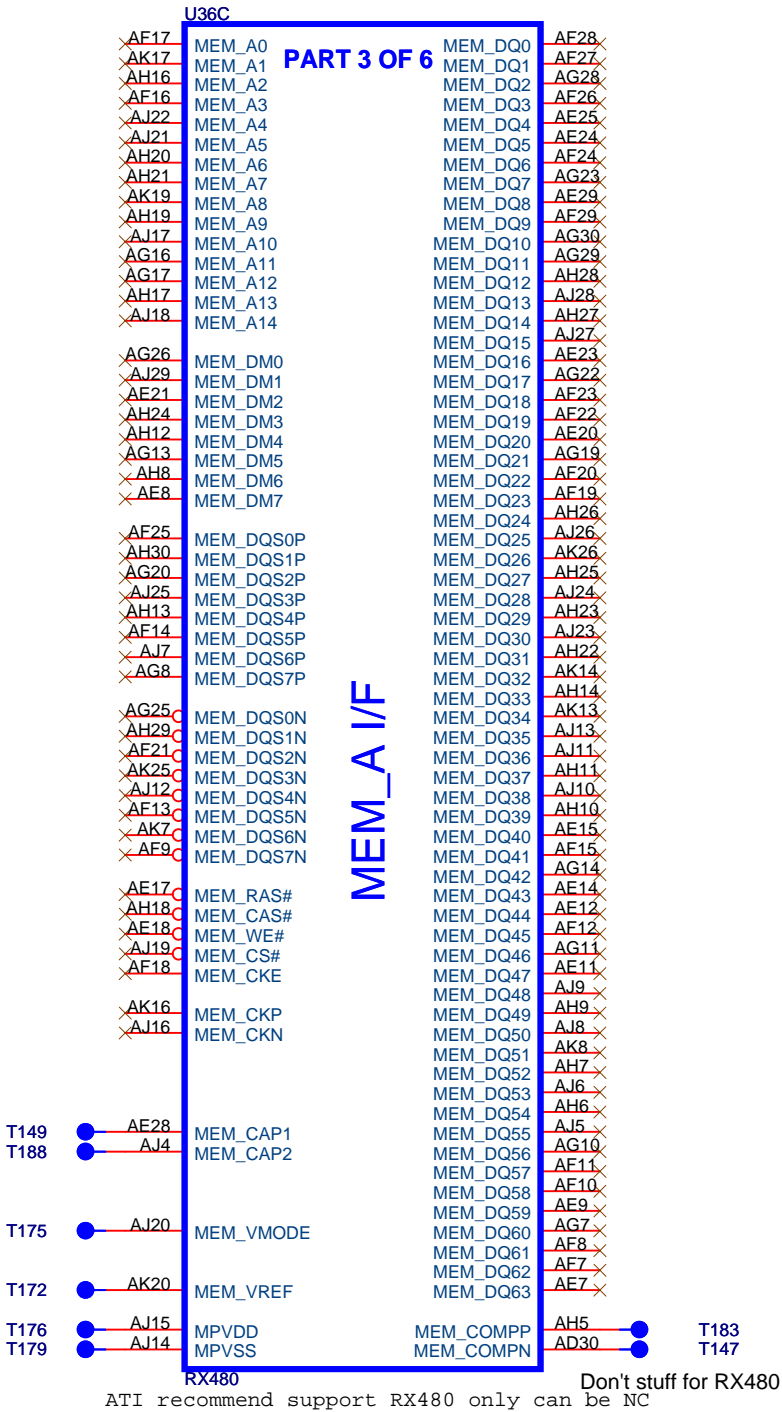 U36C
PART 3 OF 6
AF17 MEM_A0 MEM_DQ0 AF28
AK17 MEM_A1 MEM_DQ1 AF27
AH16 MEM_A2 MEM_DQ2 AG28
AF16 MEM_A3 MEM_DQ3 AF26
AJ22 MEM_A4 MEM_DQ4 AE25
AJ21 MEM_A5 MEM_DQ5 AE24
AH20 MEM_A6 MEM_DQ6 AF24
AH21 MEM_A7 MEM_DQ7 AG23
AK19 MEM_A8 MEM_DQ8 AE29
AH19 MEM_A9 MEM_DQ9 AF29
AJ17 MEM_A10 MEM_DQ10 AG30
AG16 MEM_A11 MEM_DQ11 AG29
AG17 MEM_A12 MEM_DQ12 AH28
AH17 MEM_A13 MEM_DQ13 AJ28
AJ18 MEM_A14 MEM_DQ14 AH27
MEM_DQ15 AJ27
AG26 MEM_DM0 MEM_DQ16 AE23
AJ29 MEM_DM1 MEM_DQ17 AG22
AE21 MEM_DM2 MEM_DQ18 AF23
AH24 MEM_DM3 MEM_DQ19 AF22
AH12 MEM_DM4 MEM_DQ20 AE20
AG13 MEM_DM5 MEM_DQ21 AG19
AH8 MEM_DM6 MEM_DQ22 AF20
AE8 MEM_DM7 MEM_DQ23 AF19
MEM_DQ24 AH26
AF25 MEM_DQS0P MEM_DQ25 AJ26
AH30 MEM_DQS1P MEM_DQ26 AK26
AG20 MEM_DQS2P MEM_DQ27 AH25
AJ25 MEM_DQS3P MEM_DQ28 AJ24
AH13 MEM_DQS4P MEM_DQ29 AH23
AF14 MEM_DQS5P MEM_DQ30 AJ23
AJ7 MEM_DQS6P MEM_DQ31 AH22
AG8 MEM_DQS7P MEM_DQ32 AK14
MEM_DQ33 AH14
AG25 MEM_DQS0N MEM_DQ34 AK13
AH29 MEM_DQS1N MEM_DQ35 AJ13
AF21 MEM_DQS2N MEM_DQ36 AJ11
AK25 MEM_DQS3N MEM_DQ37 AH11
AJ12 MEM_DQS4N MEM_DQ38 AJ10
AF13 MEM_DQS5N MEM_DQ39 AH10
AK7 MEM_DQS6N MEM_DQ40 AE15
AF9 MEM_DQS7N MEM_DQ41 AF15
MEM_DQ42 AG14
AE17 MEM_RAS# MEM_DQ43 AE14
AH18 MEM_CAS# MEM_DQ44 AE12
AE18 MEM_WE# MEM_DQ45 AF12
AJ19 MEM_CS# MEM_DQ46 AG11
AF18 MEM_CKE MEM_DQ47 AE11
MEM_DQ48 AJ9
AK16 MEM_CKP MEM_DQ49 AH9
AJ16 MEM_CKN MEM_DQ50 AJ8
MEM_DQ51 AK8
MEM_DQ52 AH7
MEM_DQ53 AJ6
MEM_DQ54 AH6
T149 AE28 MEM_CAP1 MEM_DQ55 AJ5
T188 AJ4 MEM_CAP2 MEM_DQ56 AG10
MEM_DQ57 AF11
MEM_DQ58 AF10
MEM_DQ59 AE9
T175 AJ20 MEM_VMODE MEM_DQ60 AG7
MEM_DQ61 AF8
MEM_DQ62 AF7
T172 AK20 MEM_VREF MEM_DQ63 AE7
T176 AJ15 MPVDD MEM_COMPP AH5 T183
T179 AJ14 MPVSS MEM_COMPN AD30 T147
MEM_A I/F
RX480
Don't stuff for RX480
ATI recommend support RX480 only can be NC